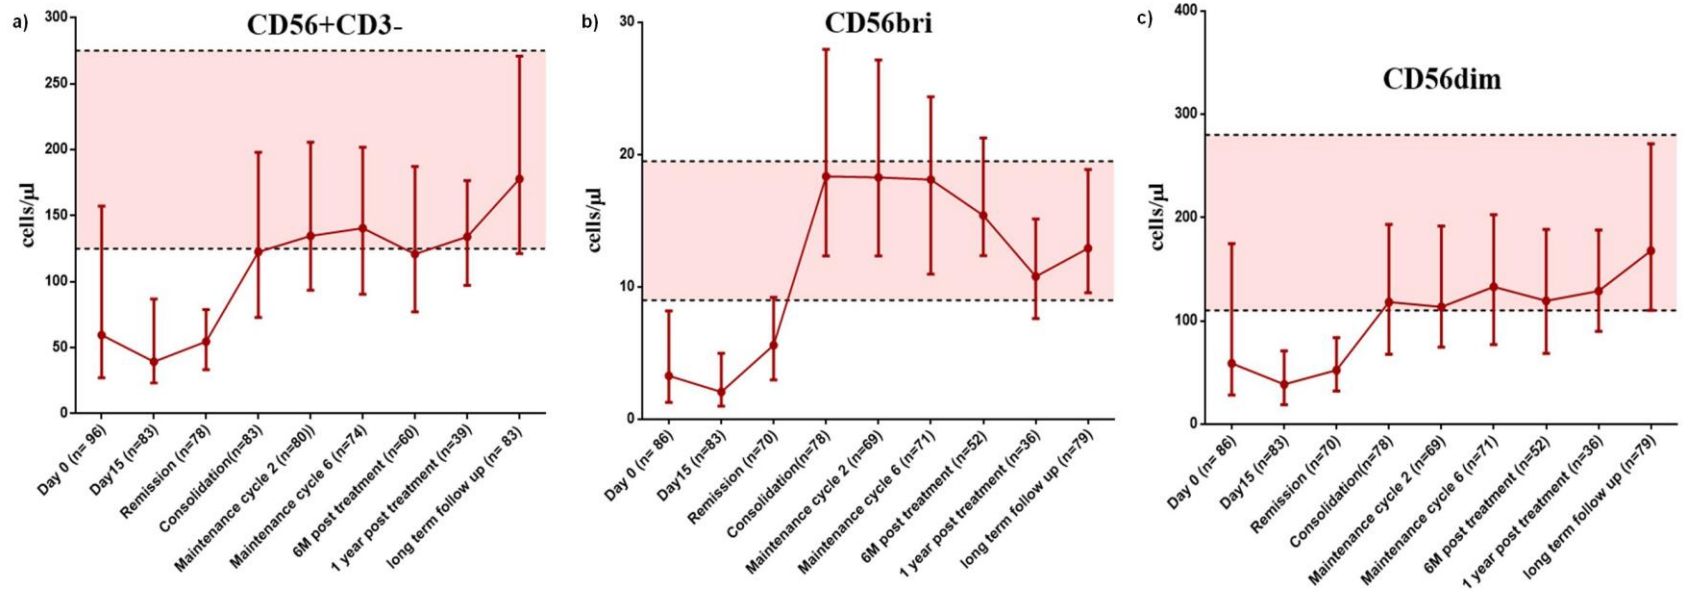 a)
CD56+CD3-
cells/µl
300
250
200
150
100
50
0
Day 0 (n= 96)
Day15 (n=83)
Remission (n=78)
Consolidation(n=83)
Maintenance cycle 2 (n=80))
Maintenance cycle 6 (n=74)
6M post treatment (n=60)
1 year post treatment (n=39)
long term follow up (n= 83)
b)
CD56bri
cells/µl
30
20
10
0
Day 0 (n= 86)
Day15 (n=83)
Remission (n=70)
Consolidation(n=78)
Maintenance cycle 2 (n=69)
Maintenance cycle 6 (n=71)
6M post treatment (n=52)
1 year post treatment (n=36)
long term follow up (n=79)
c)
CD56dim
cells/µl
400
300
200
100
0
Day 0 (n= 86)
Day15 (n=83)
Remission (n=70)
Consolidation(n=78)
Maintenance cycle 2 (n=69)
Maintenance cycle 6 (n=71)
6M post treatment (n=52)
1 year post treatment (n=36)
long term follow up (n=79)